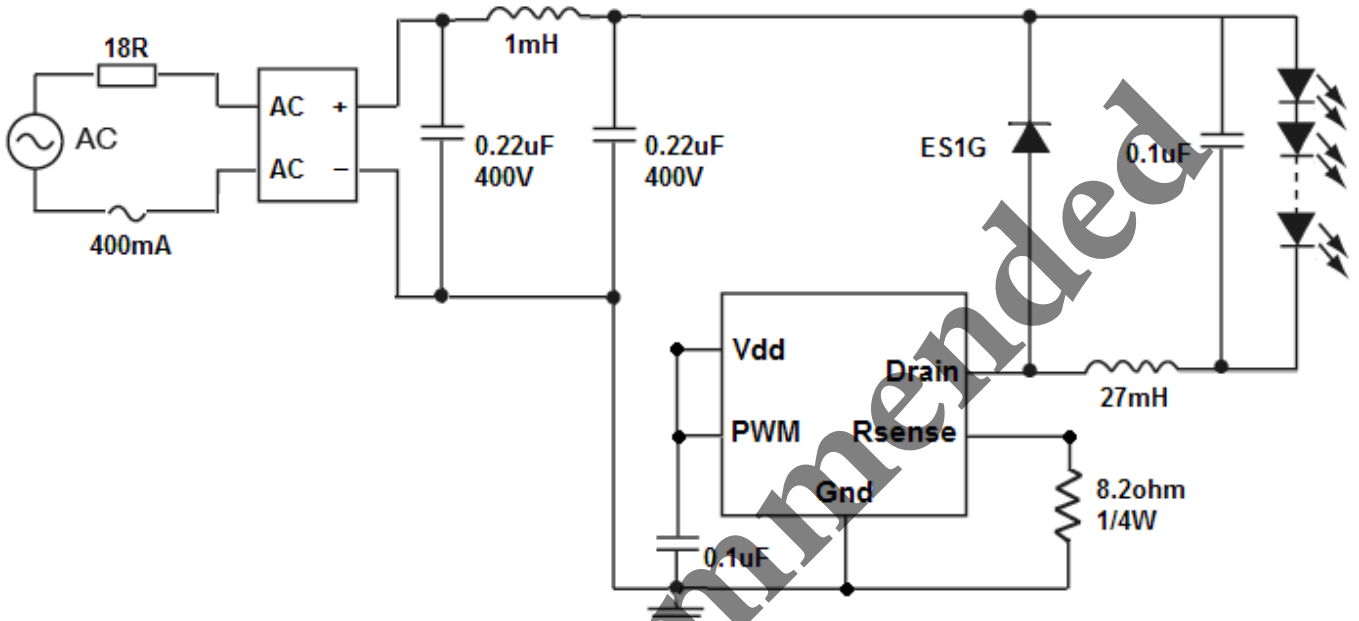 18R
AC
400mA
AC +
AC −
1mH
0.22uF
400V
0.22uF
400V
ES1G
0.1uF
27mH
Vdd
PWM
Drain
Rsense
Gnd
0.1uF
8.2ohm
1/4W
mmended